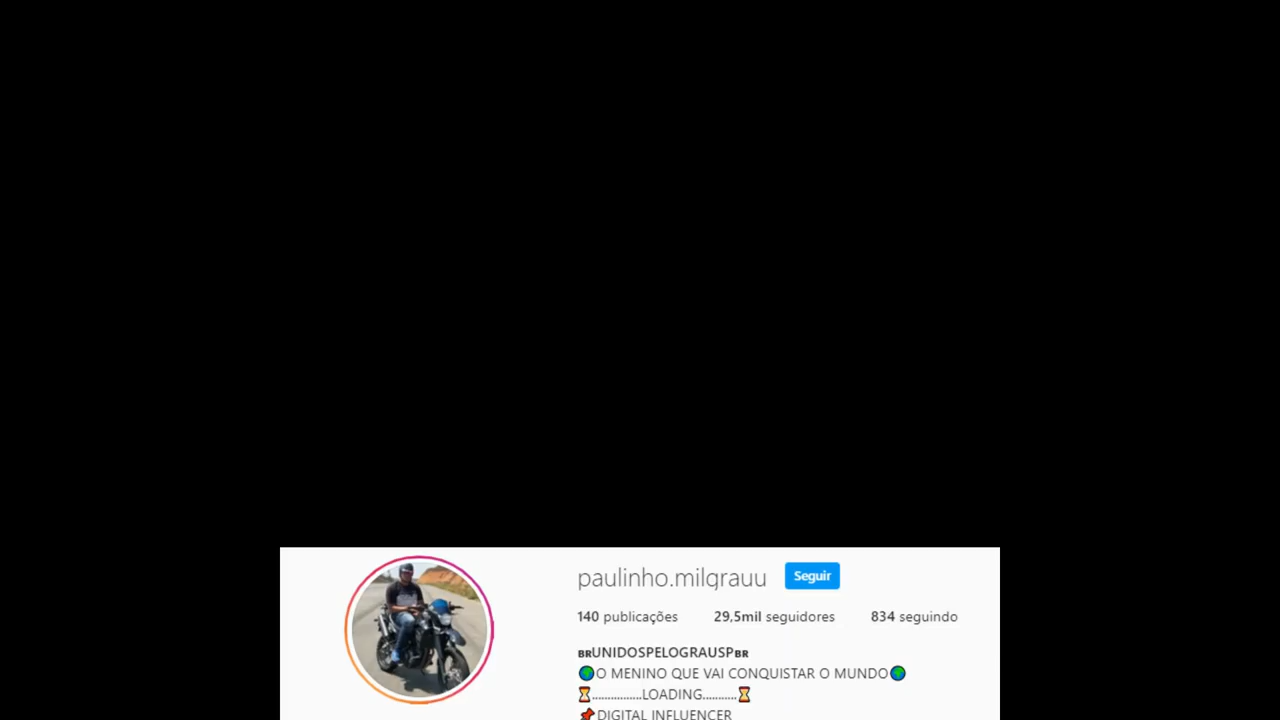 paulinho.milgrauu Seguir
140 publicações 29,5mil seguidores 834 seguindo
ʙʀUNIDOSPELOGRAUSPʙʀ
🌍O MENINO QUE VAI CONQUISTAR O MUNDO🌍
⏳................LOADING...........⏳
📌DIGITAL INFLUENCER